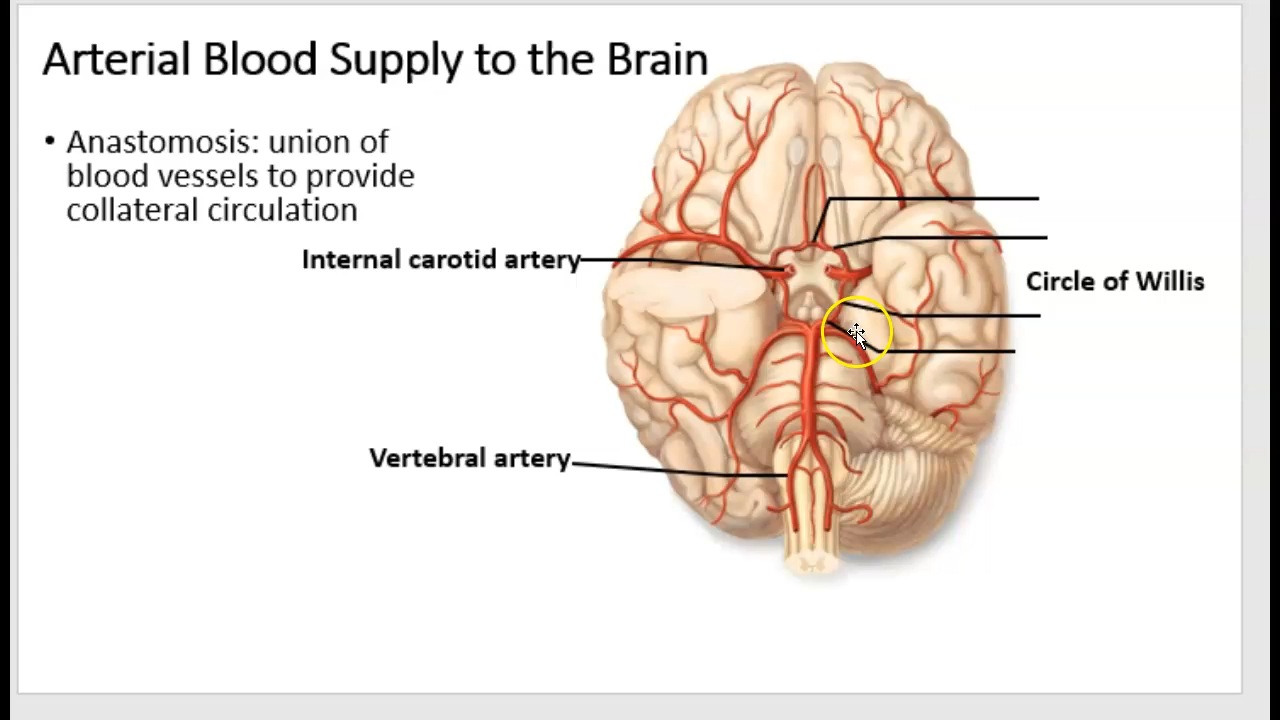 Arterial Blood Supply to the Brain
• Anastomosis: union of
blood vessels to provide
collateral circulation
Internal carotid artery
Circle of Willis
Vertebral artery